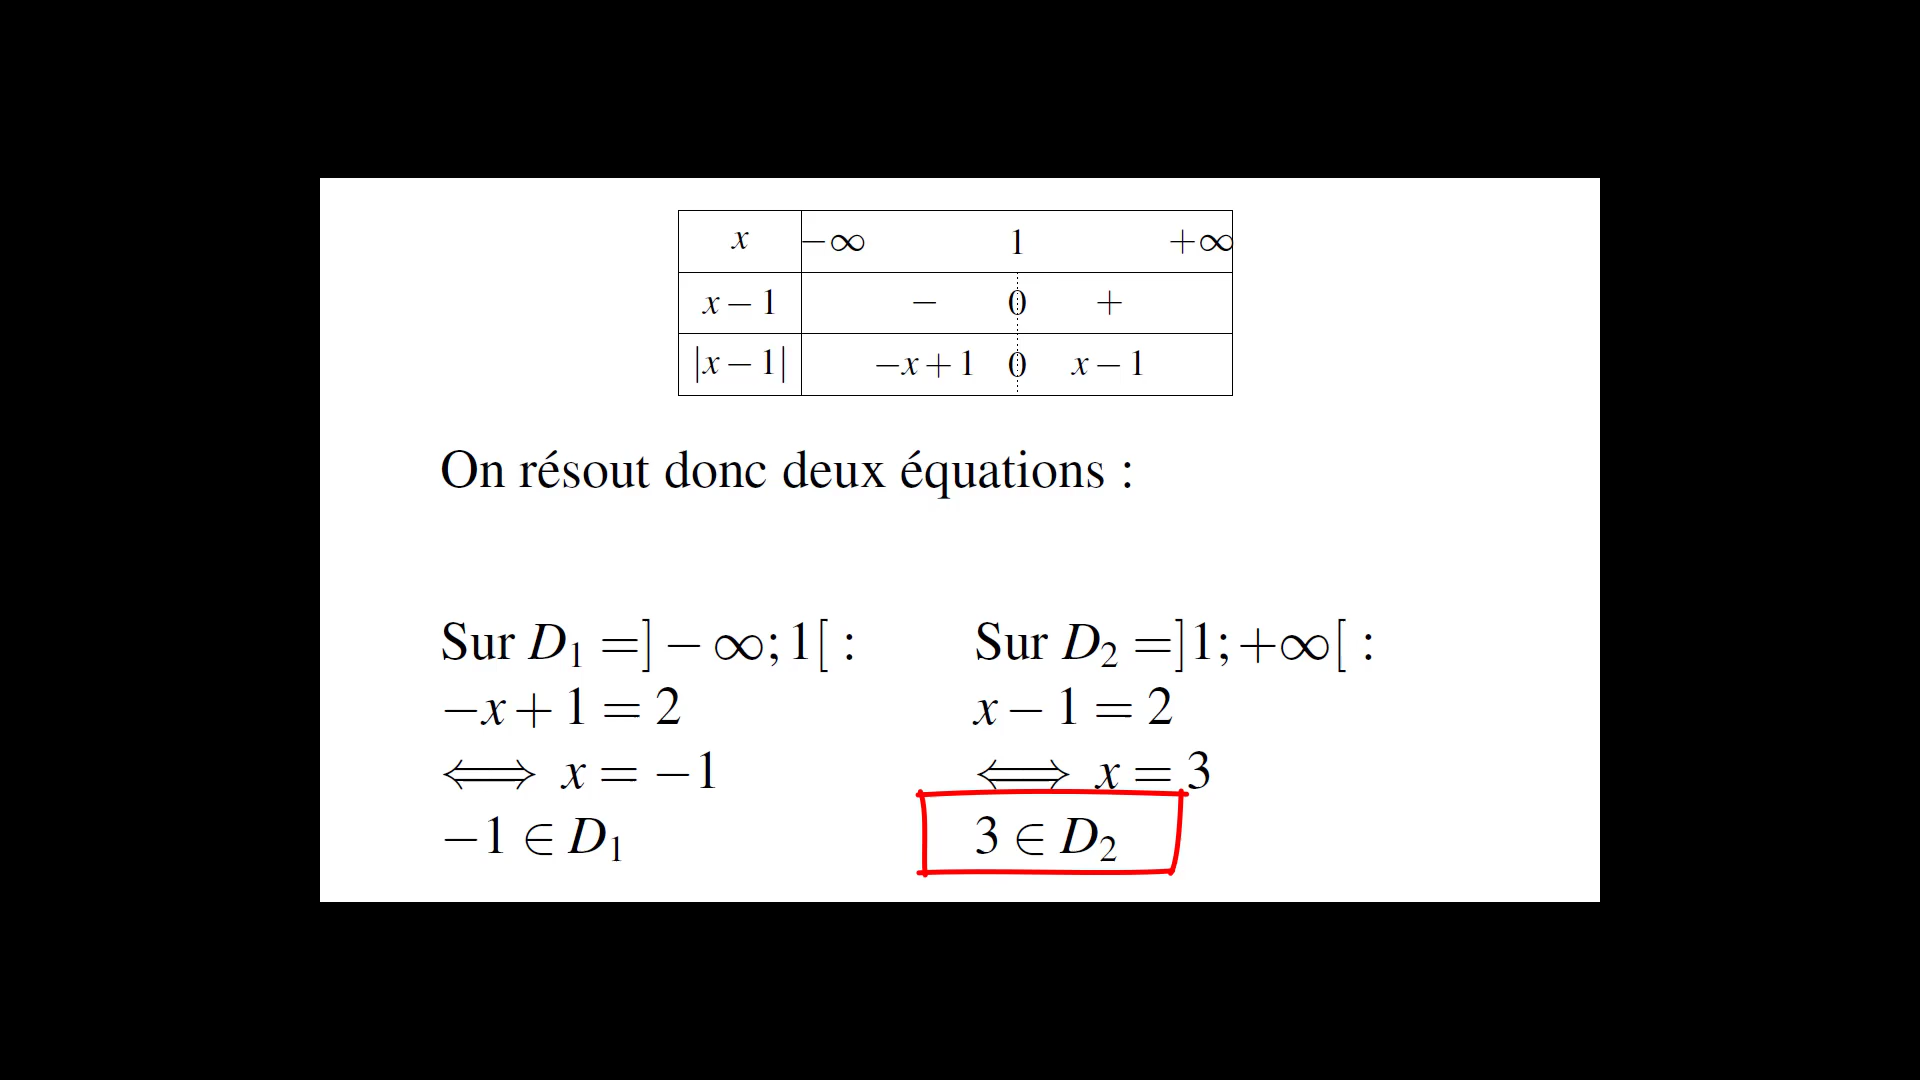 x −∞ 1 +∞
x − 1 − 0 +
|x − 1| −x + 1 0 x − 1
On résout donc deux équations :
Sur D₁ =] − ∞; 1[ :
−x + 1 = 2
⟺ x = −1
−1 ∈ D₁
Sur D₂ =]1; +∞[ :
x − 1 = 2
⟺ x = 3
3 ∈ D₂